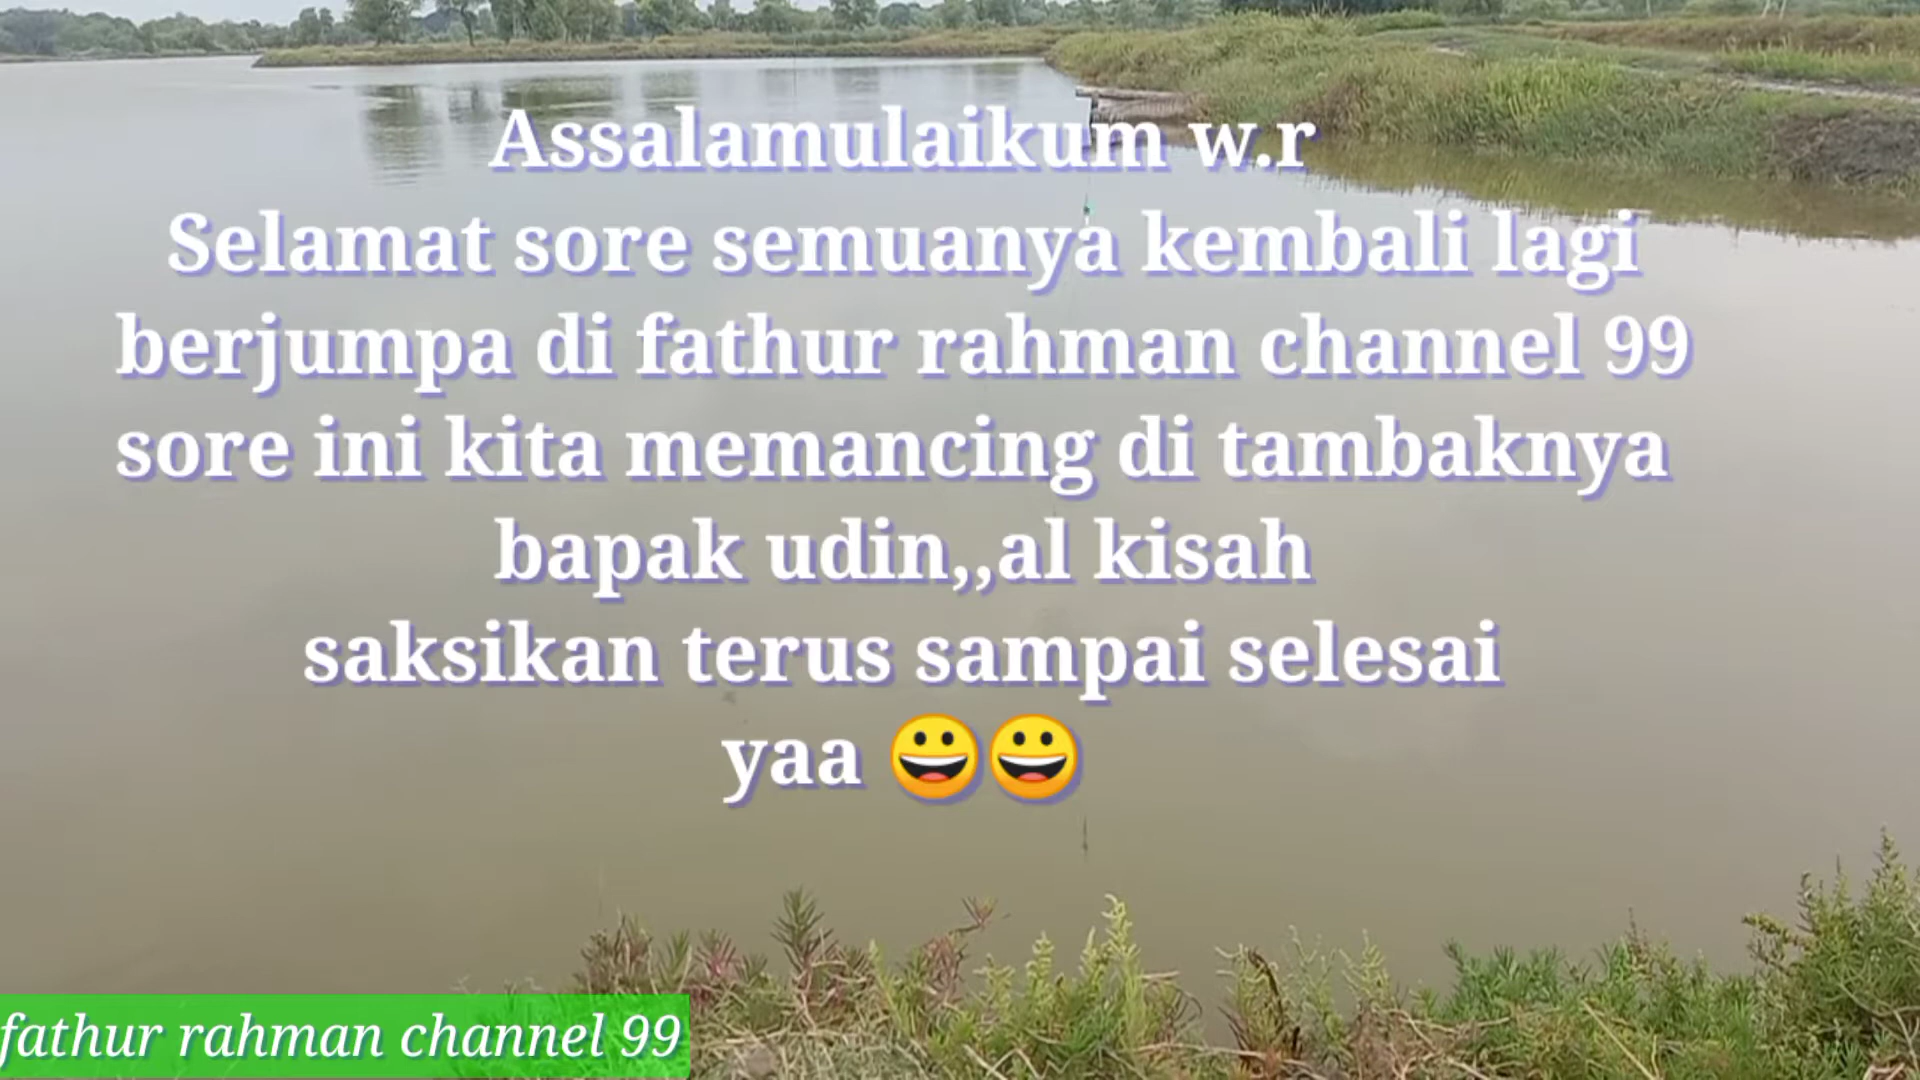 Assalamulaikum w.r
Selamat sore semuanya kembali lagi
berjumpa di fathur rahman channel 99
sore ini kita memancing di tambaknya
bapak udin,,al kisah
saksikan terus sampai selesai
yaa 😀😀
fathur rahman channel 99